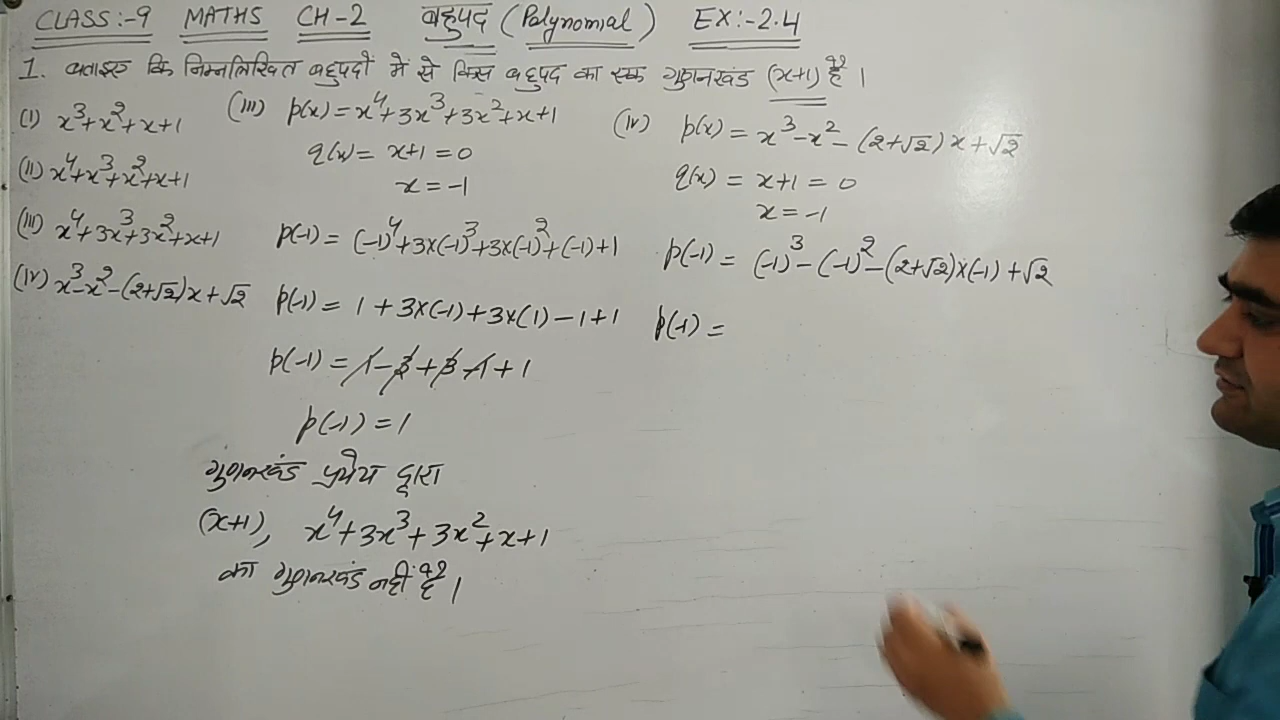 CLASS:-9 MATHS CH-2 बहुपद (Polynomial) EX:-2.4
1. बताइए कि निम्नलिखित बहुपदों में से किस बहुपद का एक गुणनखंड (x+1) है।
(i) x³+x²+x+1
(ii) x⁴+x³+x²+x+1
(iii) x⁴+3x³+3x²+x+1
(iv) x³-x²-(2+√2)x+√2
(iii) p(x)=x⁴+3x³+3x²+x+1
q(x)= x+1=0
x=-1
p(-1)= (-1)⁴+3x(-1)³+3x(-1)²+(-1)+1
p(-1)= 1+3x(-1)+3x(1)-1+1
p(-1)= 1-3+3-1+1
p(-1)=1
गुणनखंड प्रमेय द्वारा
(x+1), x⁴+3x³+3x²+x+1
का गुणनखंड नहीं है।
(iv) p(x)= x³-x²-(2+√2)x+√2
q(x) = x+1=0
x=-1
p(-1)= (-1)³-(-1)²-(2+√2)x(-1)+√2
p(-1)=